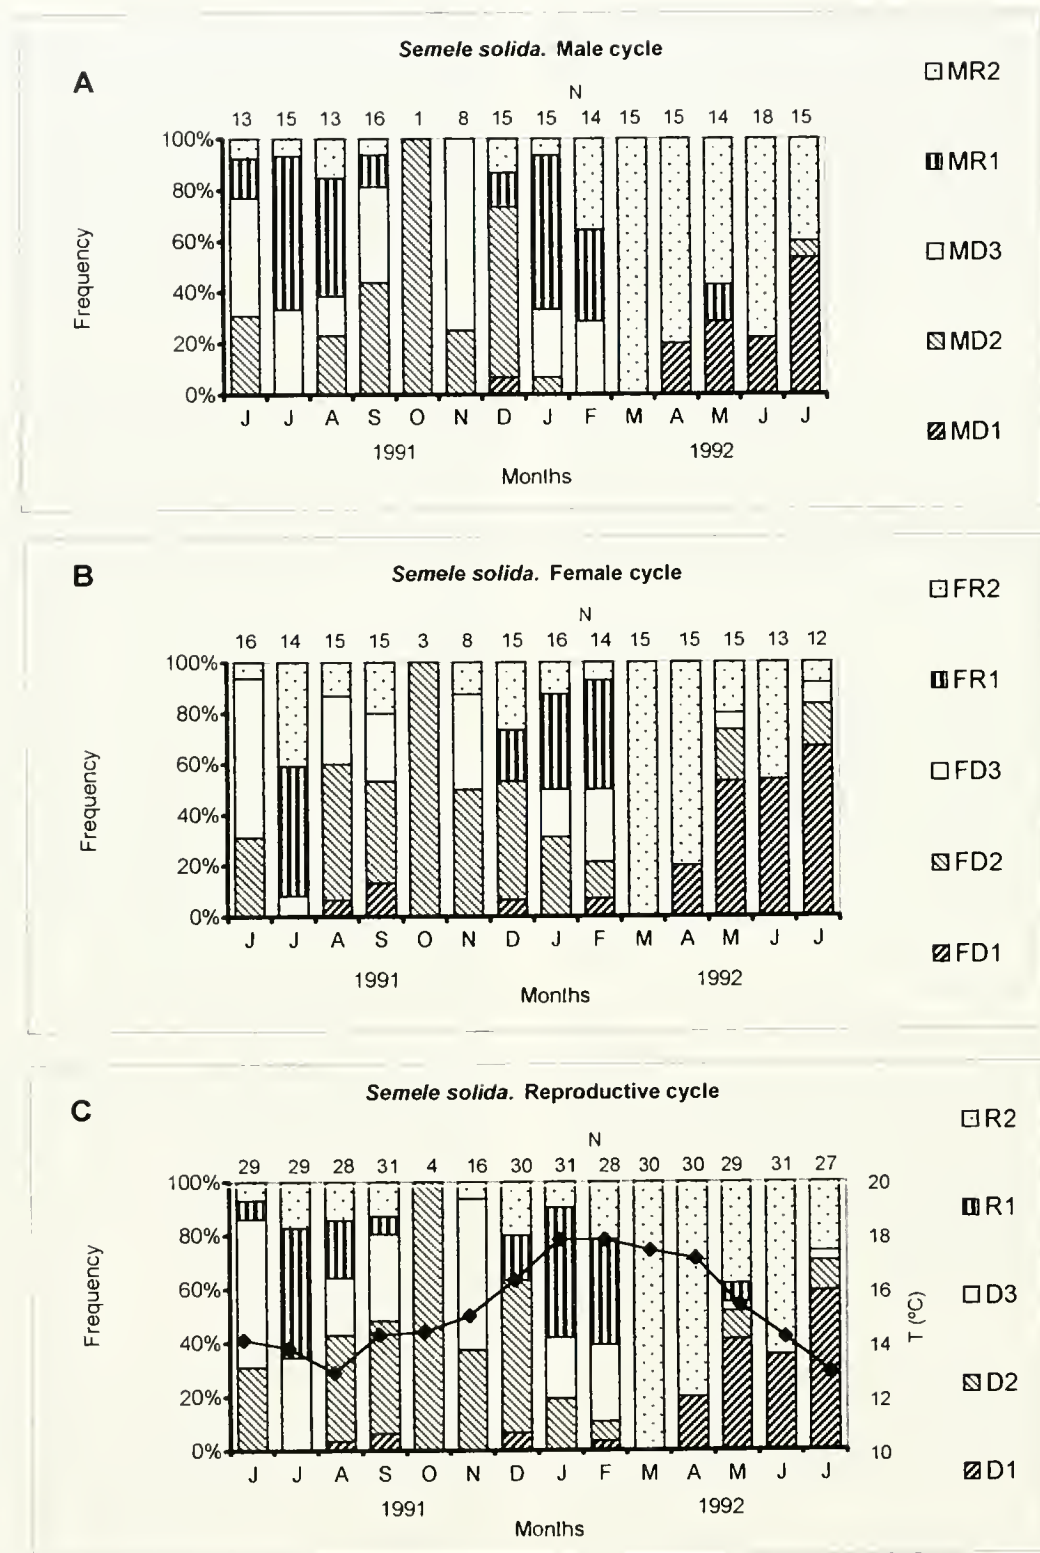 Semele solida. Male cycle
A
N
13 15 13 16 1 8 15 15 14 15 15 14 18 15
100%
80%
60%
40%
20%
0%
Frequency
J J A S O N D J F M A M J J
1991 1992
Months
MR2
MR1
MD3
MD2
MD1
B
Semele solida. Female cycle
N
16 14 15 15 3 8 15 16 14 15 15 15 13 12
100%
80%
60%
40%
20%
0%
Frequency
J J A S O N D J F M A M J J
1991 1992
Months
FR2
FR1
FD3
FD2
FD1
C
Semele solida. Reproductive cycle
N
29 29 28 31 4 16 30 31 28 30 30 29 31 27
100%
80%
60%
40%
20%
0%
Frequency
20
18
16
14
12
10
T (ºC)
J J A S O N D J F M A M J J
1991 1992
Months
R2
R1
D3
D2
D1